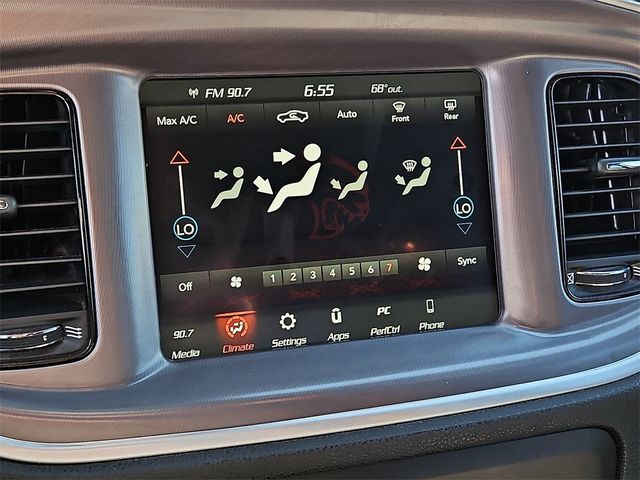 FM 90.7 6:55 68° out.
Max A/C A/C Auto Front Rear
LO LO
Off 1 2 3 4 5 6 7 Sync
90.7 PC
Media Climate Settings Apps PerfCtrl Phone